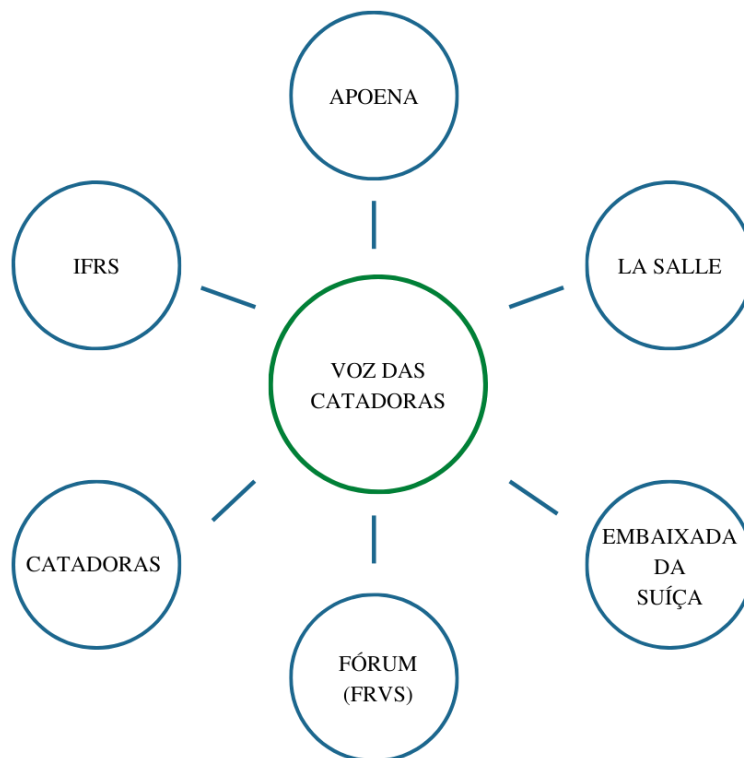 APOENA
IFRS
LA SALLE
VOZ DAS
CATADORAS
CATADORAS
EMBAIXADA
DA
SUÍÇA
FÓRUM
(FRVS)